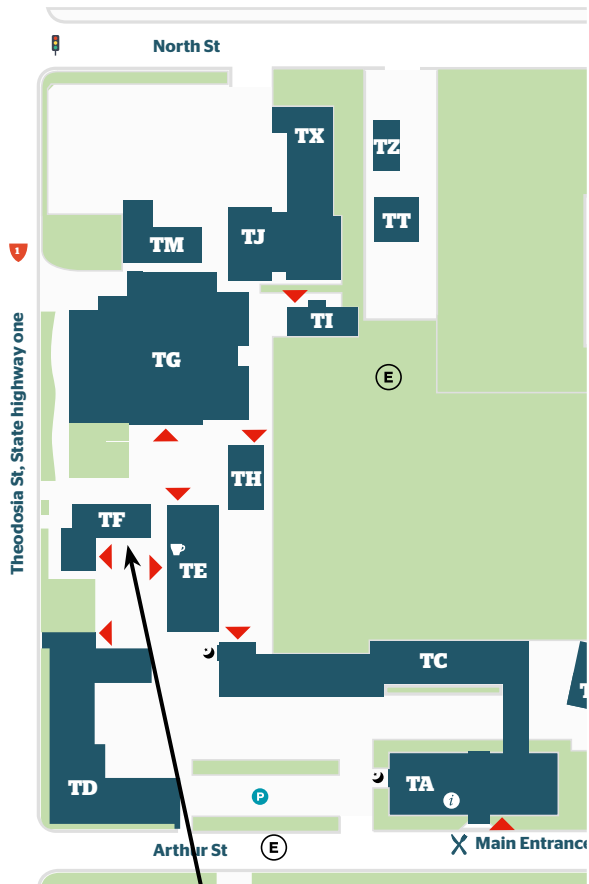 North St
TX
TZ
TT
TM
TJ
1
TI
TG
E
Theodosia St, State highway one
TH
TF
TE
TC
TD
TA
i
P
Arthur St
E
Main Entrance